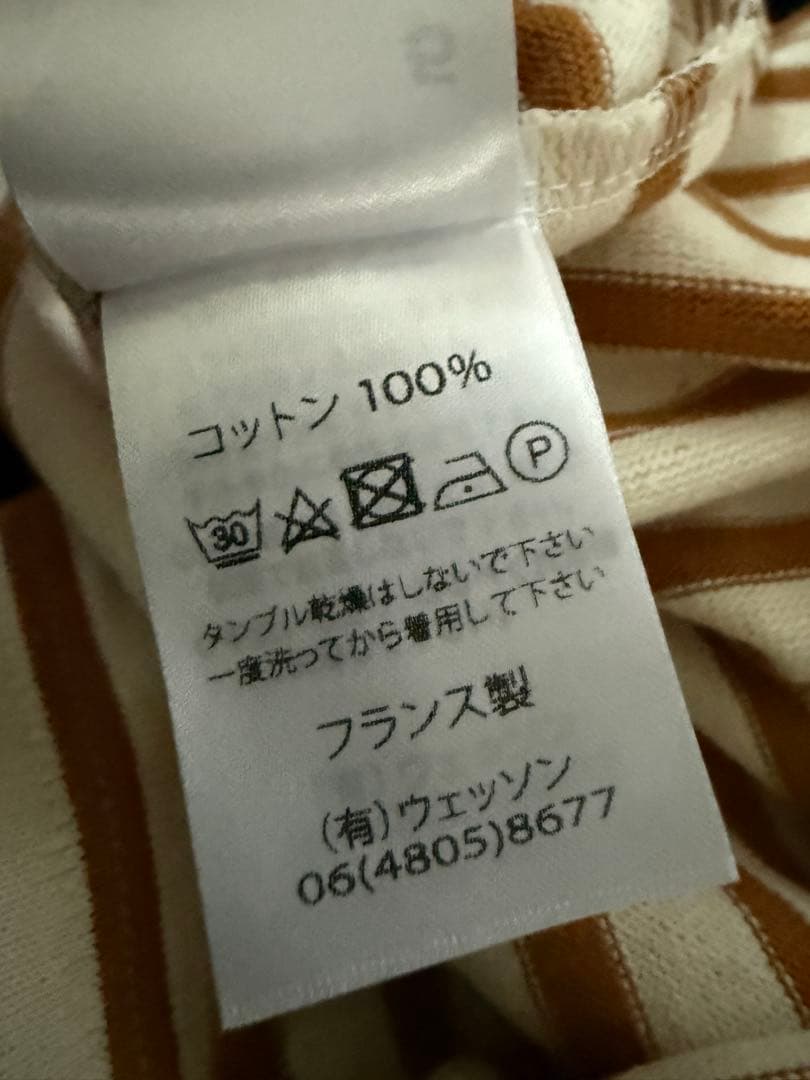 コットン 100%
30 P
タンブル乾燥はしないで下さい
一度洗ってから着用して下さい
フランス製
(有)ウェッソン
06(4805)8677